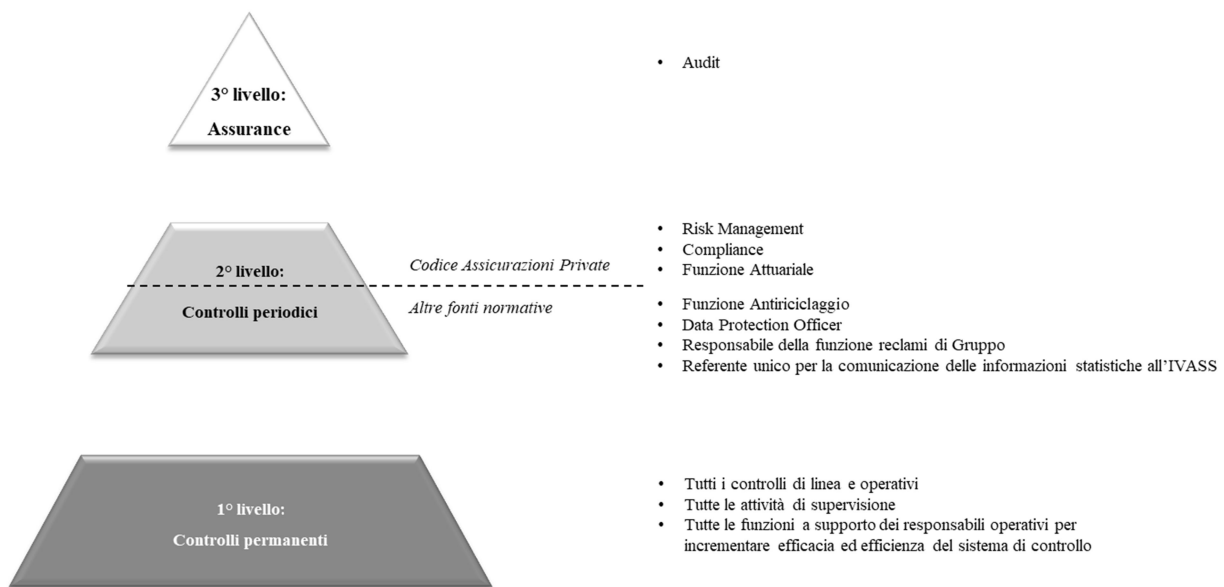 3° livello:
Assurance
• Audit
2° livello:
Controlli periodici
Codice Assicurazioni Private
Altre fonti normative
• Risk Management
• Compliance
• Funzione Attuariale
• Funzione Antiriciclaggio
• Data Protection Officer
• Responsabile della funzione reclami di Gruppo
• Referente unico per la comunicazione delle informazioni statistiche all'IVASS
1° livello:
Controlli permanenti
• Tutti i controlli di linea e operativi
• Tutte le attività di supervisione
• Tutte le funzioni a supporto dei responsabili operativi per
incrementare efficacia ed efficienza del sistema di controllo